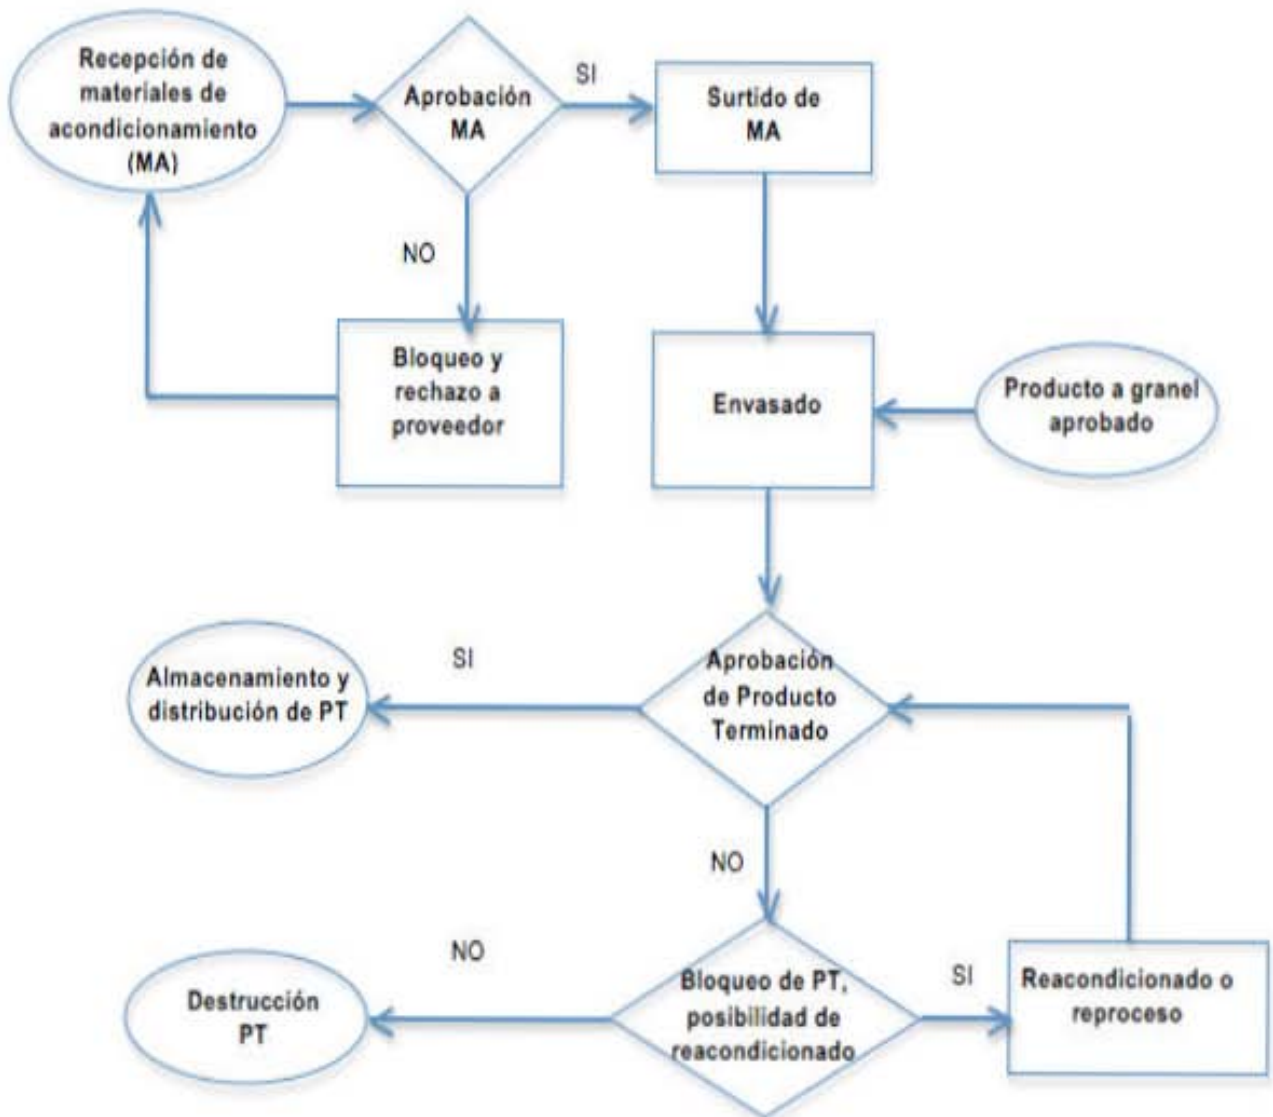 Recepción de
materiales de
acondicionamiento
(MA)
Aprobación
MA
SI
Surtido de
MA
NO
Bloqueo y
rechazo a
proveedor
Envasado
Producto a granel
aprobado
Aprobación
de Producto
Terminado
SI
Almacenamiento y
distribución de PT
NO
Bloqueo de PT,
posibilidad de
reacondicionado
NO
Destrucción
PT
SI
Reacondicionado o
reproceso